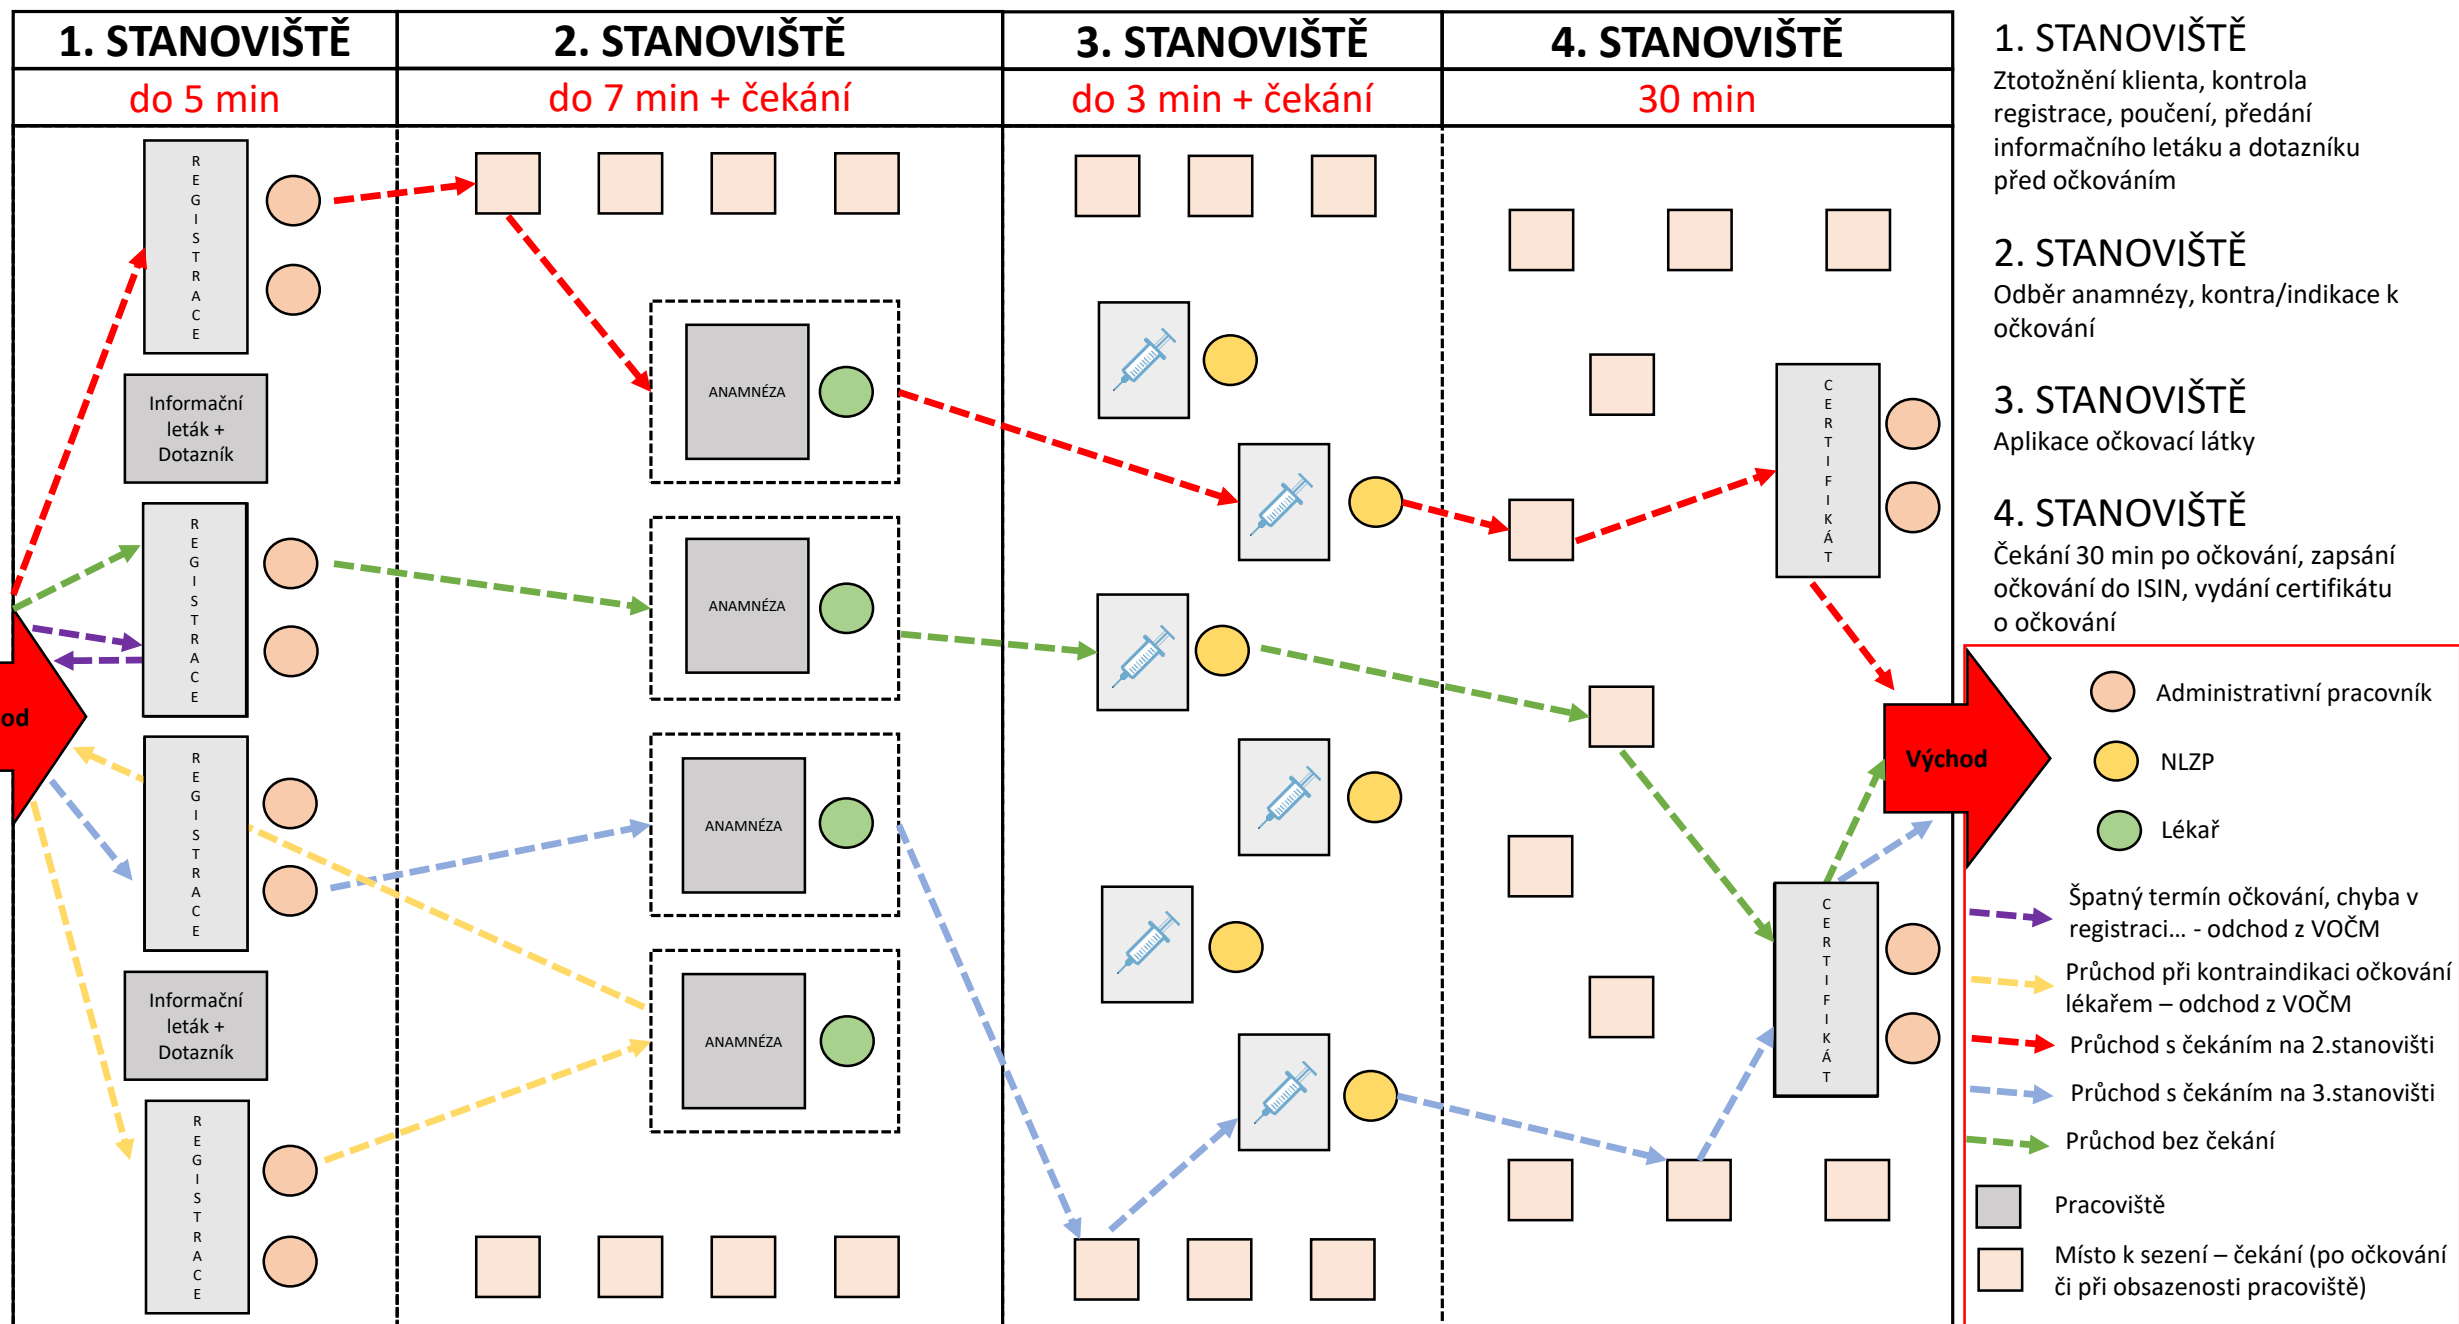 1. STANOVIŠTĚ
2. STANOVIŠTĚ
3. STANOVIŠTĚ
4. STANOVIŠTĚ
do 5 min
do 7 min + čekání
do 3 min + čekání
30 min
REGISTRACE
Informační
leták +
Dotazník
REGISTRACE
od
REGISTRACE
Informační
leták +
Dotazník
REGISTRACE
ANAMNÉZA
ANAMNÉZA
ANAMNÉZA
ANAMNÉZA
CERTIFIKÁT
CERTIFIKÁT
Východ
1. STANOVIŠTĚ
Ztotožnění klienta, kontrola
registrace, poučení, předání
informačního letáku a dotazníku
před očkováním
2. STANOVIŠTĚ
Odběr anamnézy, kontra/indikace k
očkování
3. STANOVIŠTĚ
Aplikace očkovací látky
4. STANOVIŠTĚ
Čekání 30 min po očkování, zapsání
očkování do ISIN, vydání certifikátu
o očkování
Administrativní pracovník
NLZP
Lékař
Špatný termín očkování, chyba v
registraci... - odchod z VOČM
Průchod při kontraindikaci očkování
lékařem – odchod z VOČM
Průchod s čekáním na 2.stanovišti
Průchod s čekáním na 3.stanovišti
Průchod bez čekání
Pracoviště
Místo k sezení – čekání (po očkování
či při obsazenosti pracoviště)